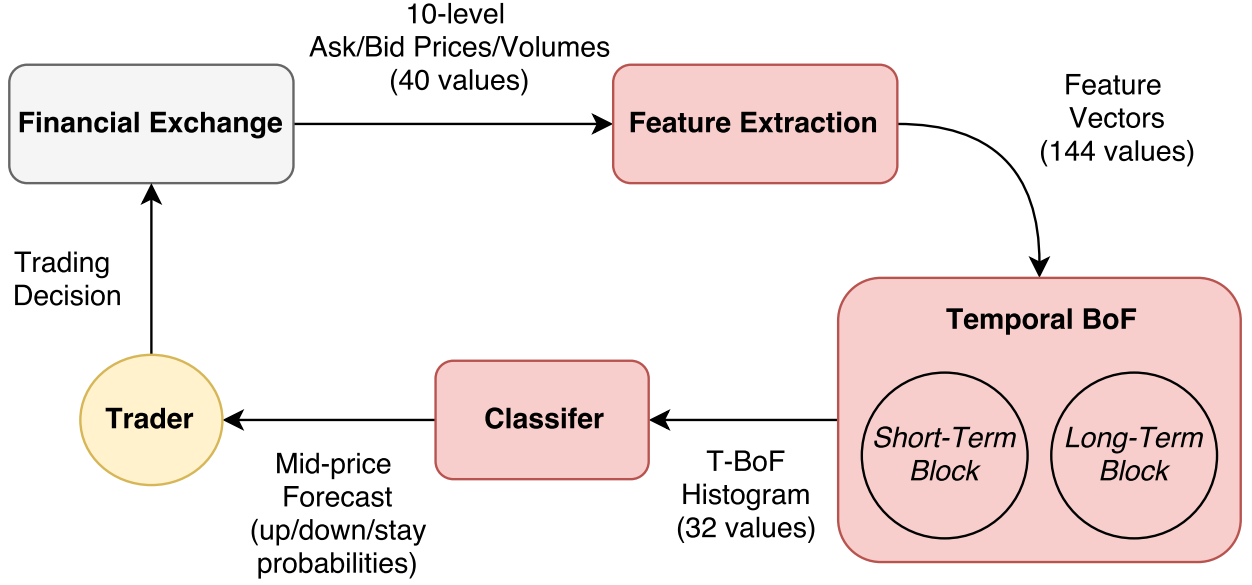 10-level
Ask/Bid Prices/Volumes
(40 values)
Financial Exchange
Feature Extraction
Feature
Vectors
(144 values)
Trading
Decision
Temporal BoF
Short-Term
Block
Long-Term
Block
Trader
Classifer
T-BoF
Histogram
(32 values)
Mid-price
Forecast
(up/down/stay
probabilities)